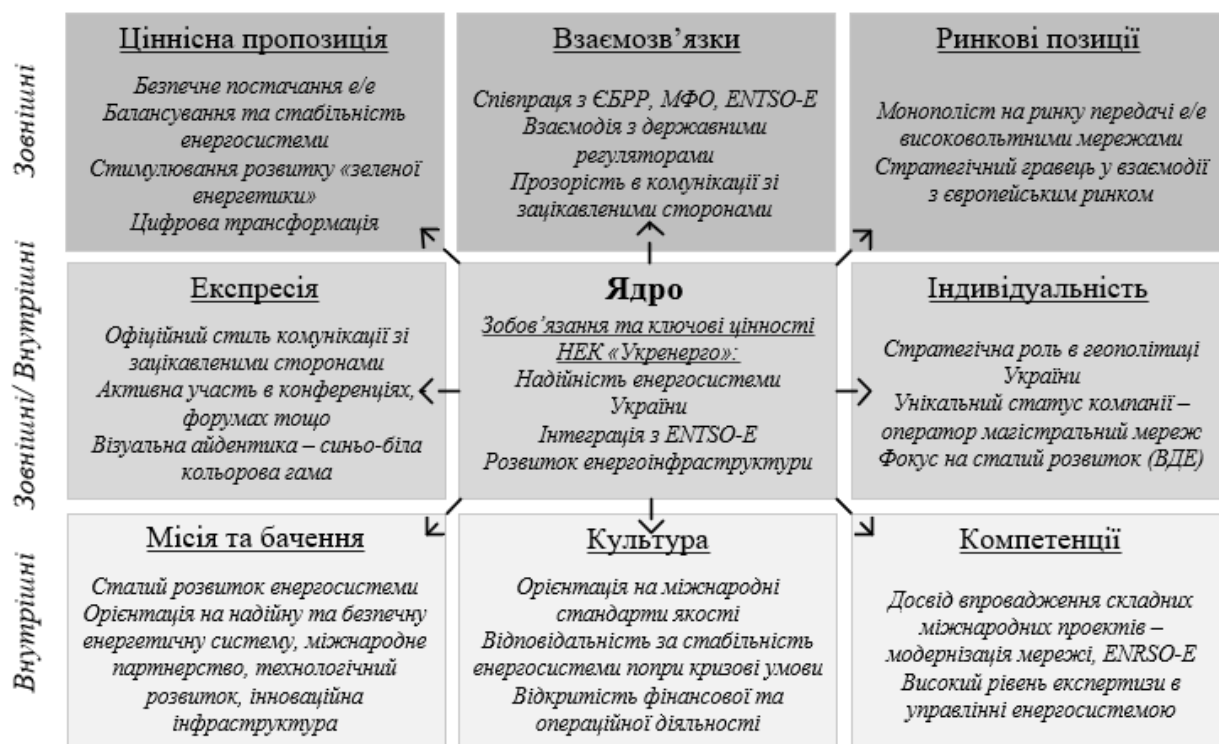 Зовнішні
Ціннісна пропозиція
Безпечне постачання е/е
Балансування та стабільність
енергосистеми
Стимулювання розвитку «зеленої
енергетики»
Цифрова трансформація
Взаємозв’язки
Співпраця з ЄБРР, МФО, ENTSO-E
Взаємодія з державними
регуляторами
Прозорість в комунікації зі
зацікавленими сторонами
Ринкові позиції
Монополіст на ринку передачі е/е
високовольтними мережами
Стратегічний гравець у взаємодії
з європейським ринком
Зовнішні/ Внутрішні
Експресія
Офіційний стиль комунікації зі
зацікавленими сторонами
Активна участь в конференціях,
форумах тощо
Візуальна айдентика – синьо-біла
кольорова гама
Ядро
Зобов’язання та ключові цінності
НЕК «Укренерго»:
Надійність енергосистеми
України
Інтеграція з ENTSO-E
Розвиток енергоінфраструктури
Індивідуальність
Стратегічна роль в геополітиці
України
Унікальний статус компанії –
оператор магістральний мереж
Фокус на сталий розвиток (ВДЕ)
Внутрішні
Місія та бачення
Сталий розвиток енергосистеми
Орієнтація на надійну та безпечну
енергетичну систему, міжнародне
партнерство, технологічний
розвиток, інноваційна
інфраструктура
Культура
Орієнтація на міжнародні
стандарти якості
Відповідальність за стабільність
енергосистеми попри кризові умови
Відкритість фінансової та
операційної діяльності
Компетенції
Досвід впровадження складних
міжнародних проектів –
модернізація мережі, ENRSO-E
Високий рівень експертизи в
управлінні енергосистемою